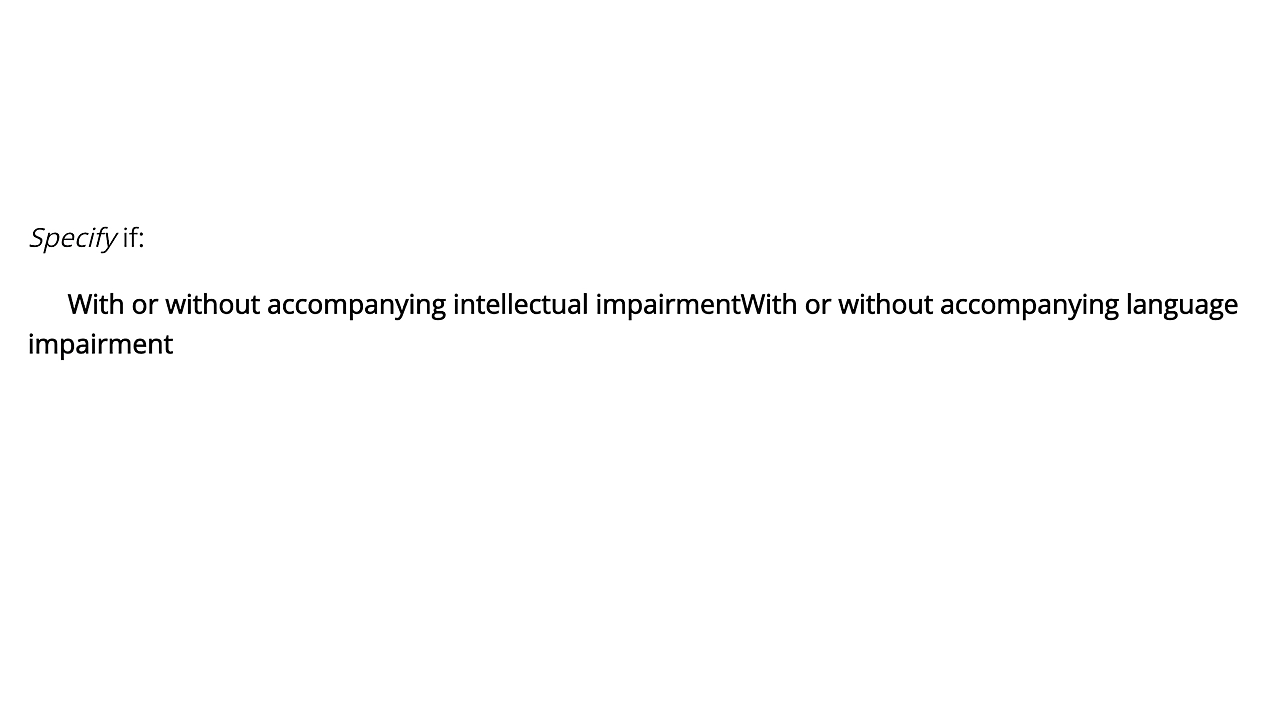 Specify if:
With or without accompanying intellectual impairmentWith or without accompanying language
impairment